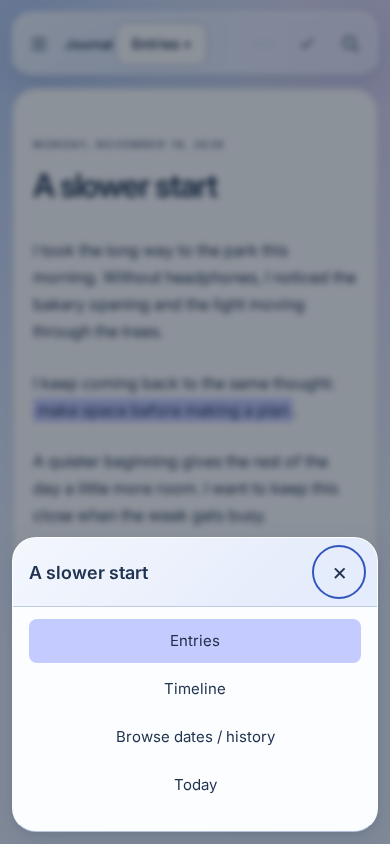 Journal
Entries
A slower start
I took the long way to the park this
morning. Without headphones, I noticed the
bakery opening and the light moving
through the trees.
I keep coming back to the same thought:
make space before making a plan.
A quieter beginning gives the rest of the
day a little more room. I want to keep this
close when the week gets busy.
A slower start
Entries
Timeline
Browse dates / history
Today